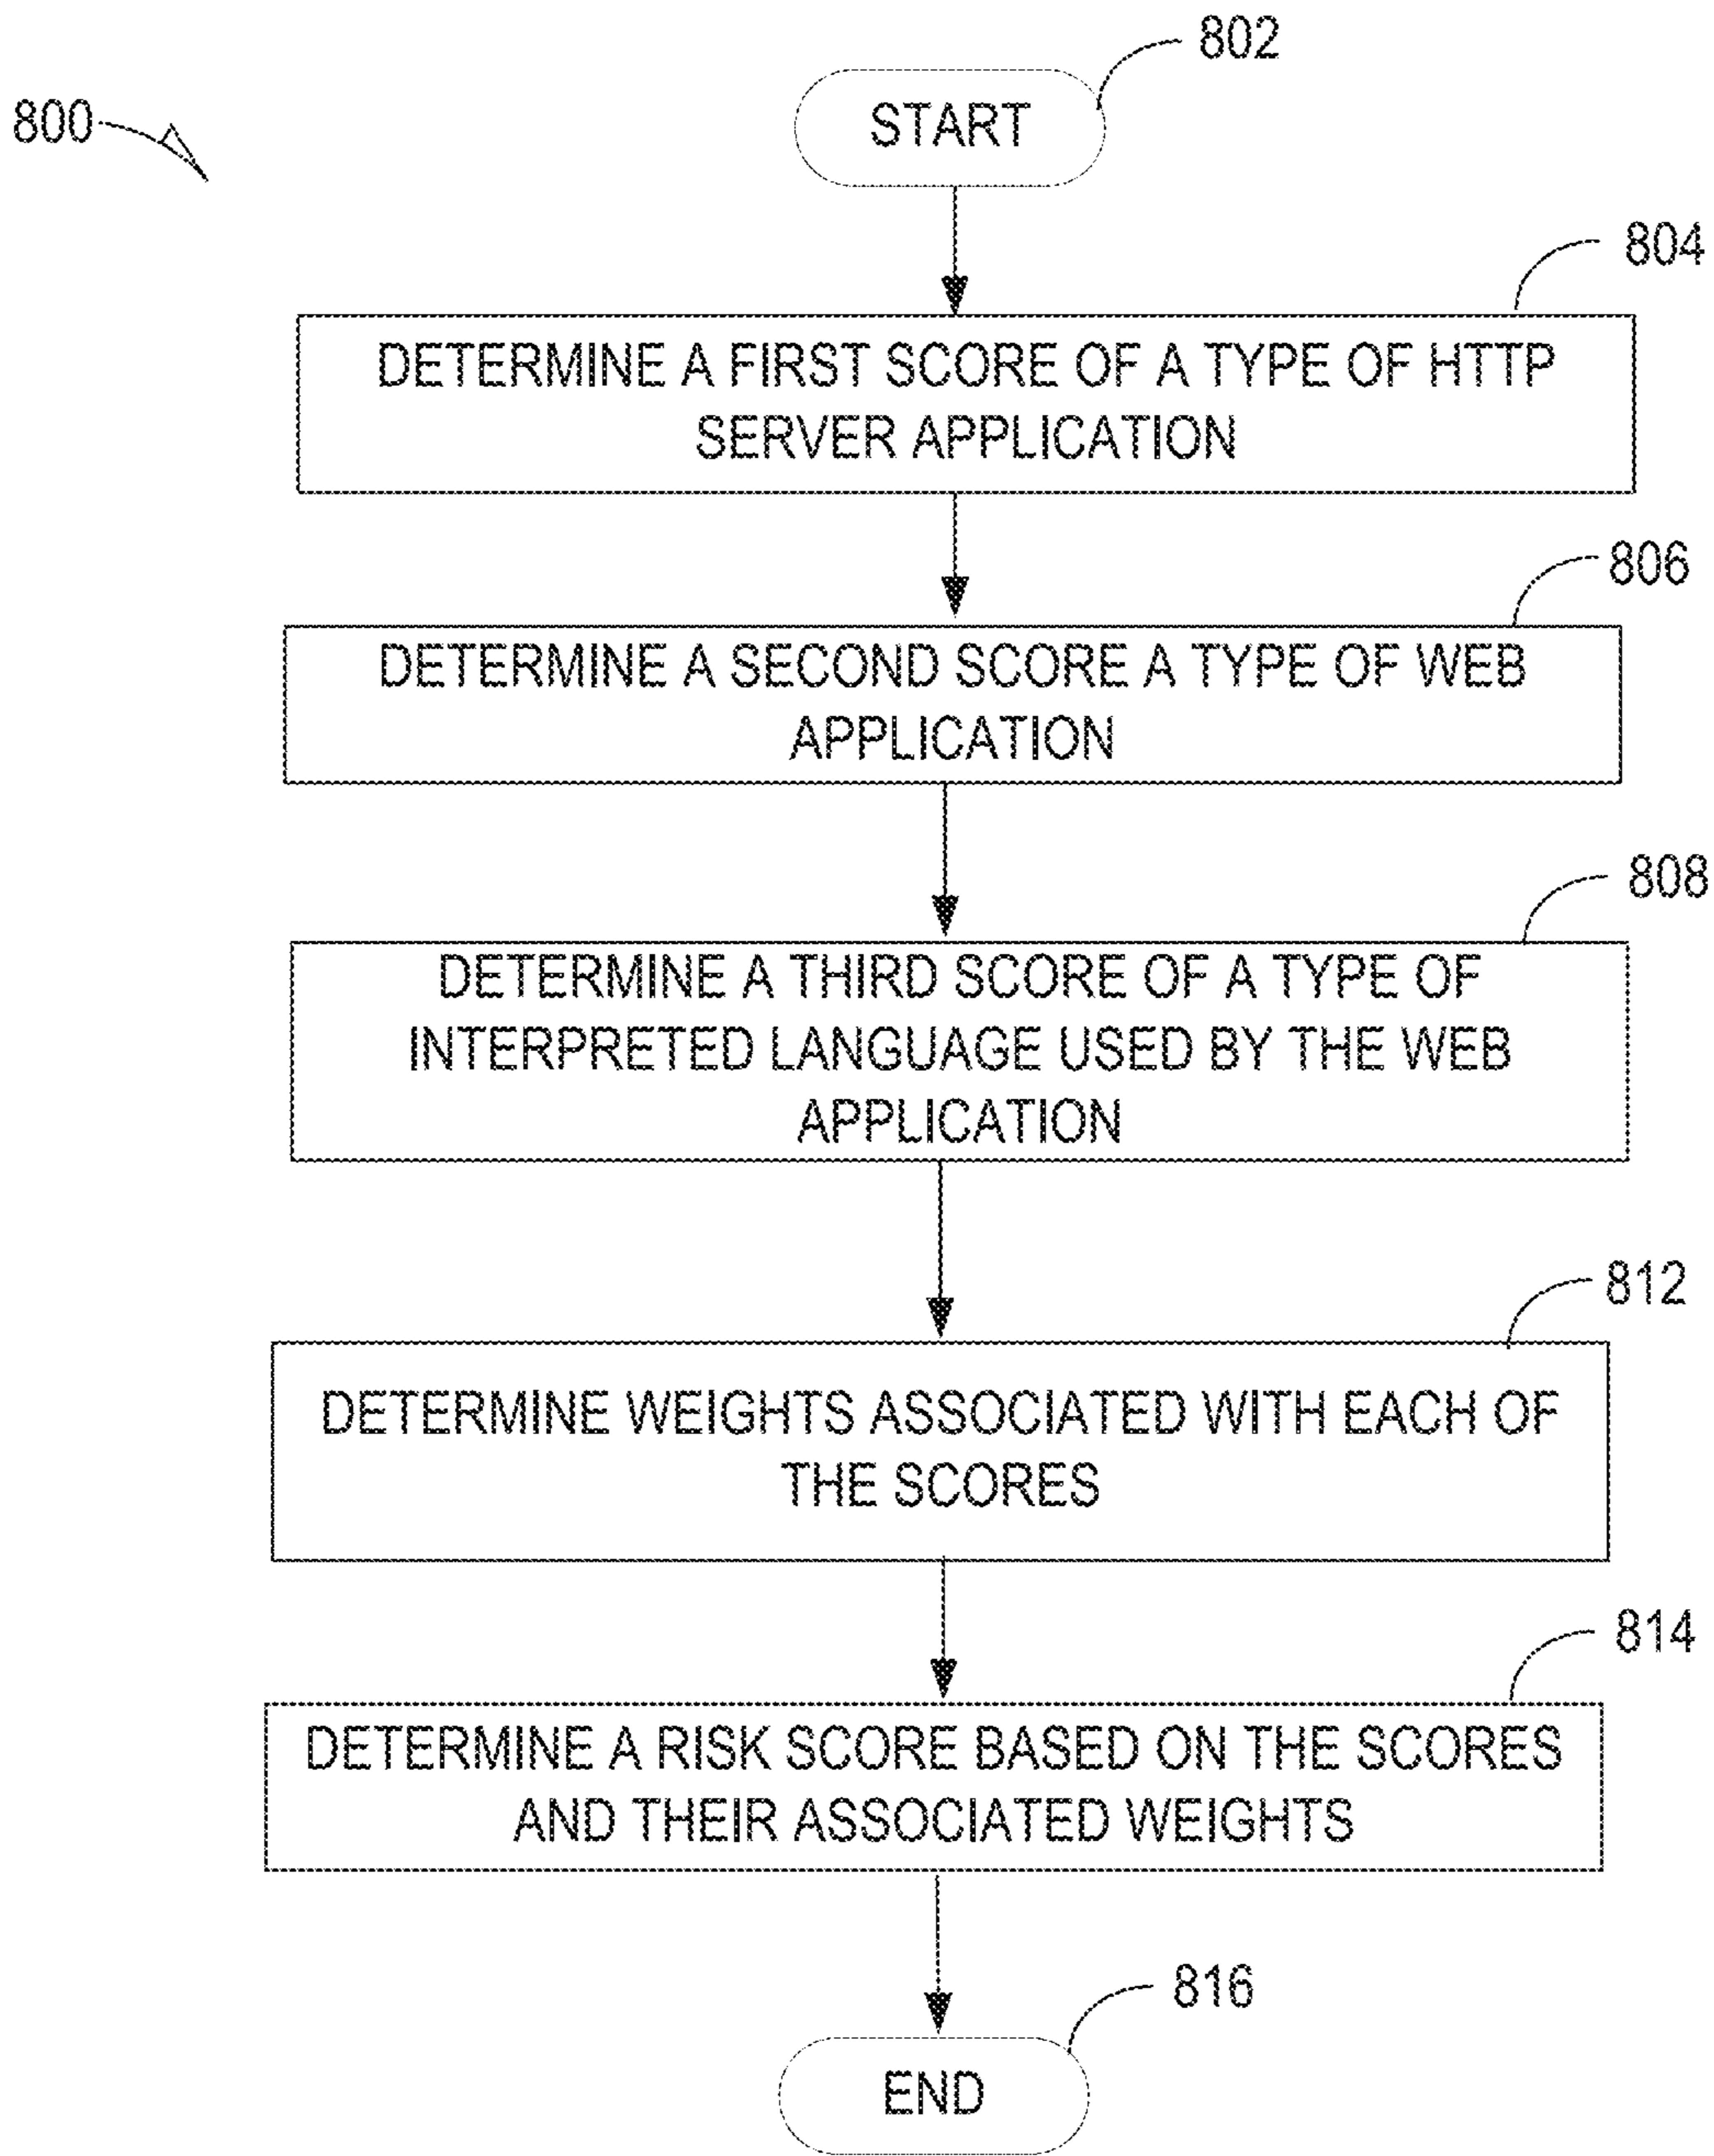 802
800
START
804
DETERMINE A FIRST SCORE OF A TYPE OF HTTP
SERVER APPLICATION
806
DETERMINE A SECOND SCORE A TYPE OF WEB
APPLICATION
808
DETERMINE A THIRD SCORE OF A TYPE OF
INTERPRETED LANGUAGE USED BY THE WEB
APPLICATION
812
DETERMINE WEIGHTS ASSOCIATED WITH EACH OF
THE SCORES
814
DETERMINE A RISK SCORE BASED ON THE SCORES
AND THEIR ASSOCIATED WEIGHTS
816
END